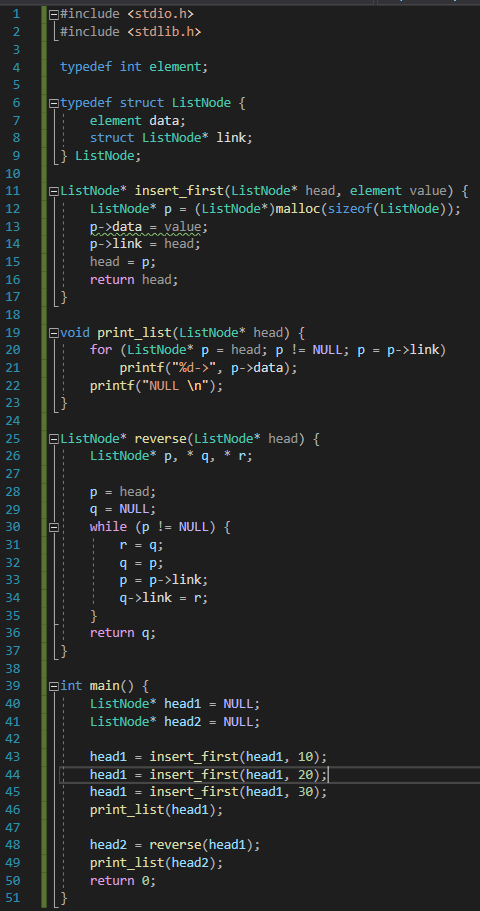 1 #include <stdio.h>
2 #include <stdlib.h>
3
4 typedef int element;
5
6 typedef struct ListNode {
7     element data;
8     struct ListNode* link;
9 } ListNode;
10
11 ListNode* insert_first(ListNode* head, element value) {
12     ListNode* p = (ListNode*)malloc(sizeof(ListNode));
13     p->data = value;
14     p->link = head;
15     head = p;
16     return head;
17 }
18
19 void print_list(ListNode* head) {
20     for (ListNode* p = head; p != NULL; p = p->link)
21         printf("%d->", p->data);
22     printf("NULL \n");
23 }
24
25 ListNode* reverse(ListNode* head) {
26     ListNode* p, * q, * r;
27
28     p = head;
29     q = NULL;
30     while (p != NULL) {
31         r = q;
32         q = p;
33         p = p->link;
34         q->link = r;
35     }
36     return q;
37 }
38
39 int main() {
40     ListNode* head1 = NULL;
41     ListNode* head2 = NULL;
42
43     head1 = insert_first(head1, 10);
44     head1 = insert_first(head1, 20);
45     head1 = insert_first(head1, 30);
46     print_list(head1);
47
48     head2 = reverse(head1);
49     print_list(head2);
50     return 0;
51 }